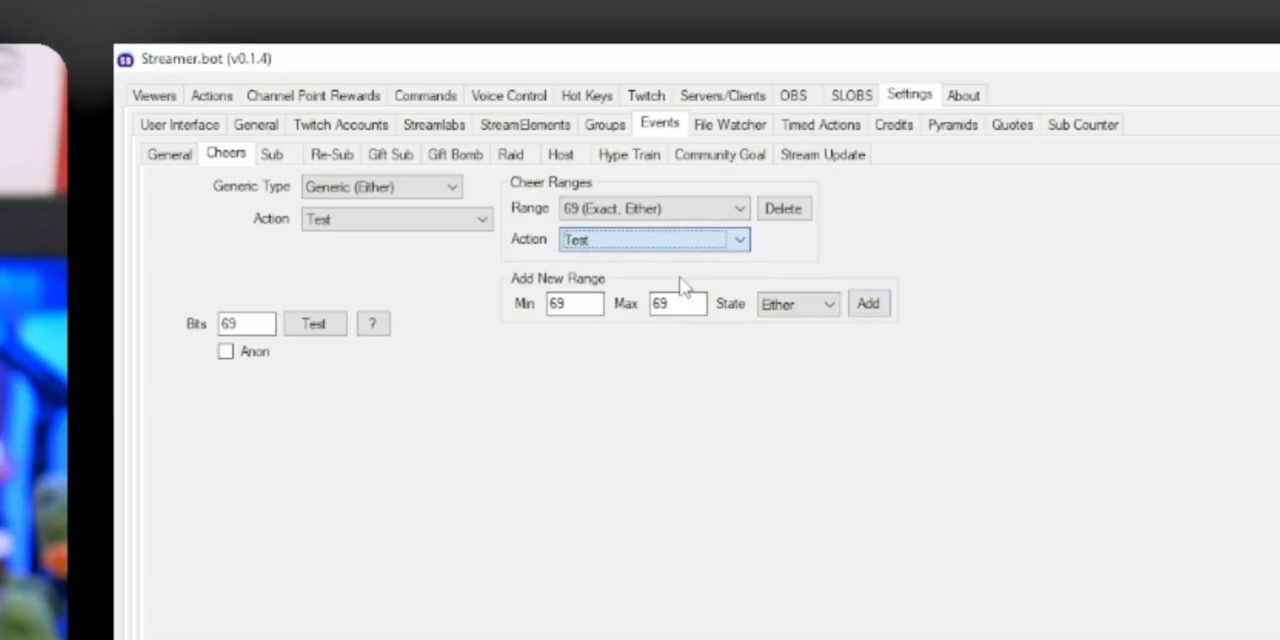 Streamer.bot (v0.1.4)
Viewers Actions Channel Point Rewards Commands Voice Control Hot Keys Twitch Servers/Clients OBS SLOBS Settings About
User Interface General Twitch Accounts Streamlabs StreamElements Groups Events File Watcher Timed Actions Credits Pyramids Quotes Sub Counter
General Cheers Sub Re-Sub Gift Sub Gift Bomb Raid Host Hype Train Community Goal Stream Update
Generic Type Generic (Either)
Action Test
Cheer Ranges
Range 69 (Exact, Either) Delete
Action Test
Add New Range
Min 69 Max 69 State Either Add
Bits 69 Test ?
Anon